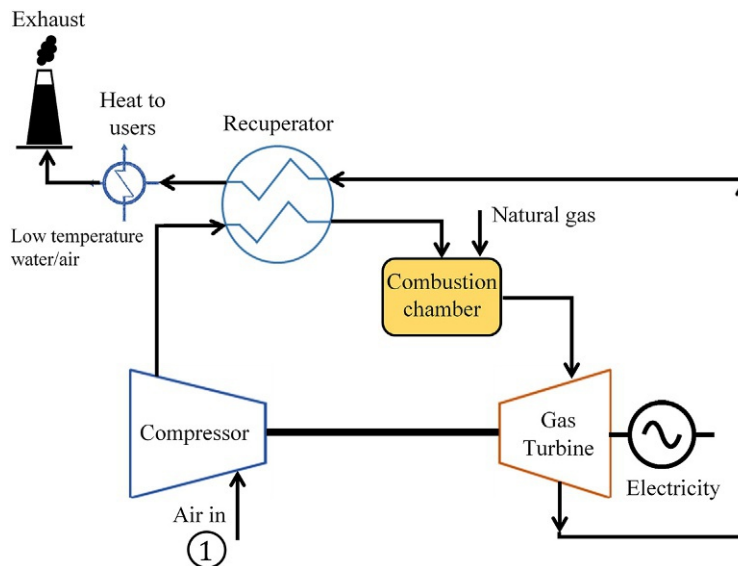 Exhaust
Heat to
users
Recuperator
Low temperature
water/air
Natural gas
Combustion
chamber
Compressor
Gas
Turbine
Electricity
Air in
1